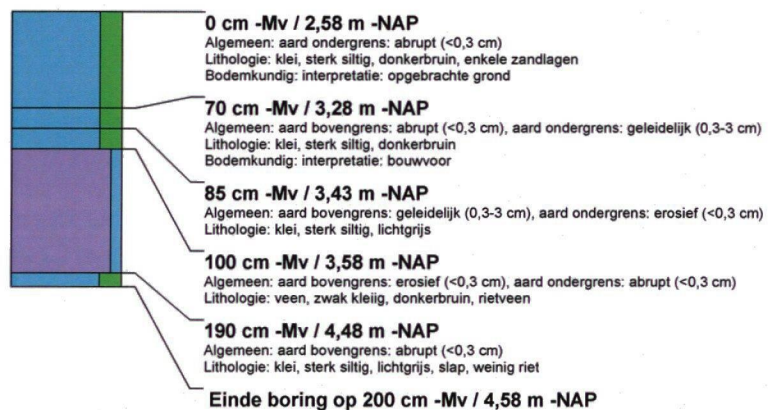 0 cm -Mv / 2,58 m -NAP
Algemeen: aard ondergrens: abrupt (<0,3 cm)
Lithologie: klei, sterk siltig, donkerbruin, enkele zandlagen
Bodemkundig: interpretatie: opgebrachte grond
70 cm -Mv / 3,28 m -NAP
Algemeen: aard bovengrens: abrupt (<0,3 cm), aard ondergrens: geleidelijk (0,3-3 cm)
Lithologie: klei, sterk siltig, donkerbruin
Bodemkundig: interpretatie: bouwvoor
85 cm -Mv / 3,43 m -NAP
Algemeen: aard bovengrens: geleidelijk (0,3-3 cm), aard ondergrens: erosief (<0,3 cm)
Lithologie: klei, sterk siltig, lichtgrijs
100 cm -Mv / 3,58 m -NAP
Algemeen: aard bovengrens: erosief (<0,3 cm), aard ondergrens: abrupt (<0,3 cm)
Lithologie: veen, zwak kleiig, donkerbruin, rietveen
190 cm -Mv / 4,48 m -NAP
Algemeen: aard bovengrens: abrupt (<0,3 cm)
Lithologie: klei, sterk siltig, lichtgrijs, slap, weinig riet
Einde boring op 200 cm -Mv / 4,58 m -NAP